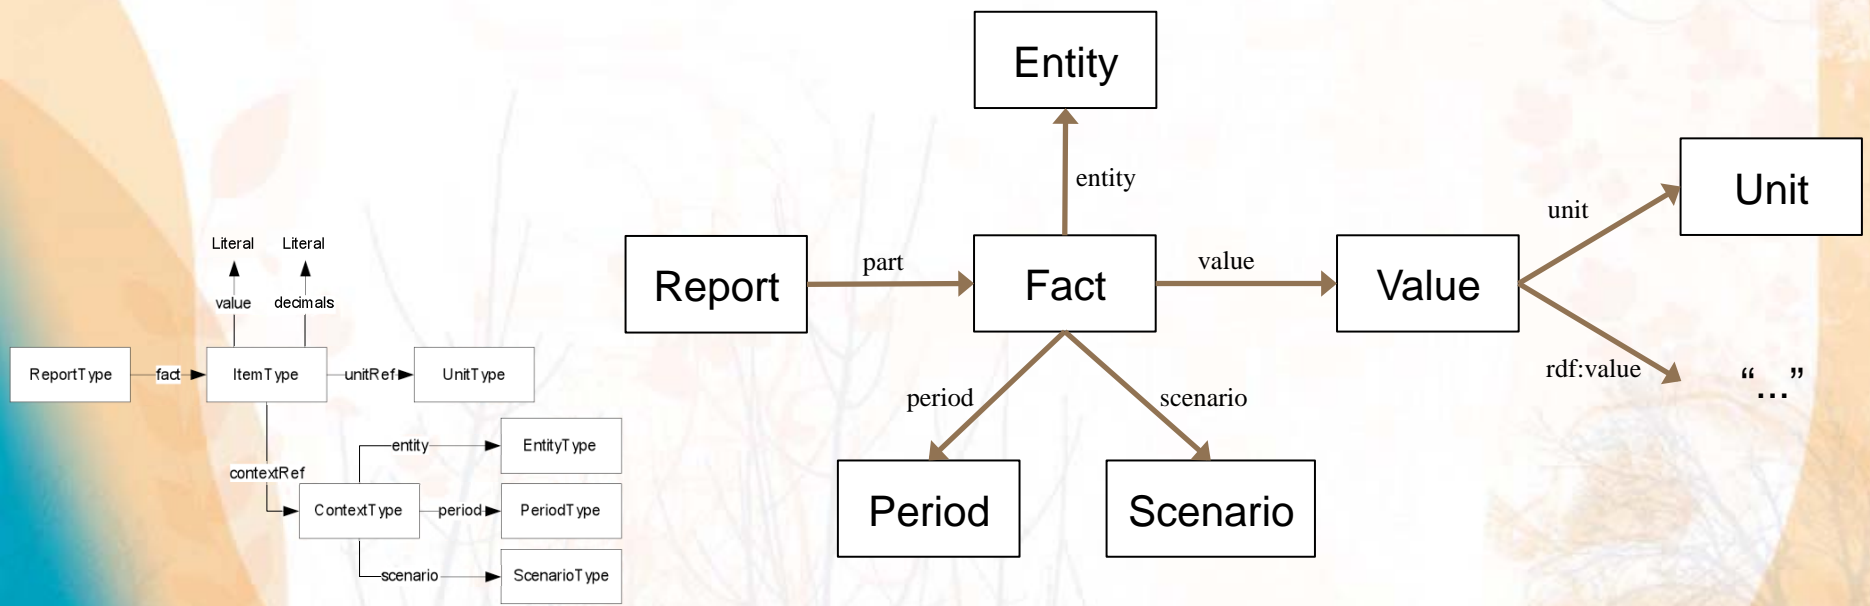 Literal Literal
value decimals
ReportType fact ItemType unitRef UnitType
contextRef
entity EntityType
ContextType period PeriodType
scenario ScenarioType
Entity
entity
Report part Fact value Value
unit Unit
rdf:value “...”
period scenario
Period Scenario